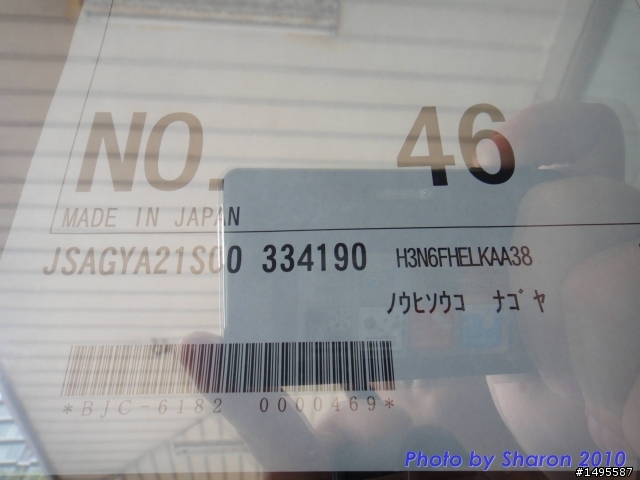 NO. 46
MADE IN JAPAN
JSAGYA21S00 334190 H3N6FHELKAA38
ノウヒソウコ ナゴヤ
*BJC-6182 0000469*
Photo by Sharon 2010
#1495587